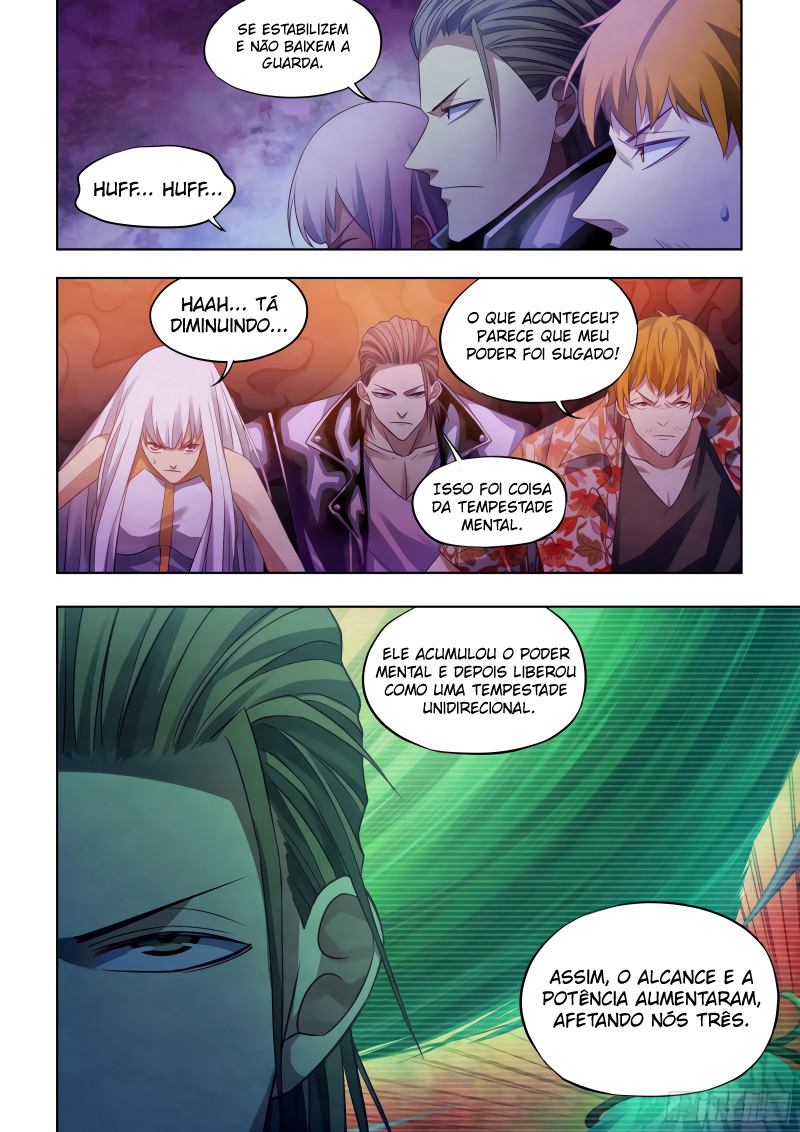 SE ESTABILIZEM
E NÃO BAIXEM A
GUARDA.
HUFF... HUFF...
HAAH... TÁ
DIMINUINDO...
O QUE ACONTECEU?
PARECE QUE MEU
PODER FOI SUGADO!
ISSO FOI COISA
DA TEMPESTADE
MENTAL.
ELE ACUMULOU O PODER
MENTAL E DEPOIS LIBEROU
COMO UMA TEMPESTADE
UNIDIRECIONAL.
ASSIM, O ALCANCE E A
POTÊNCIA AUMENTARAM,
AFETANDO NÓS TRÊS.